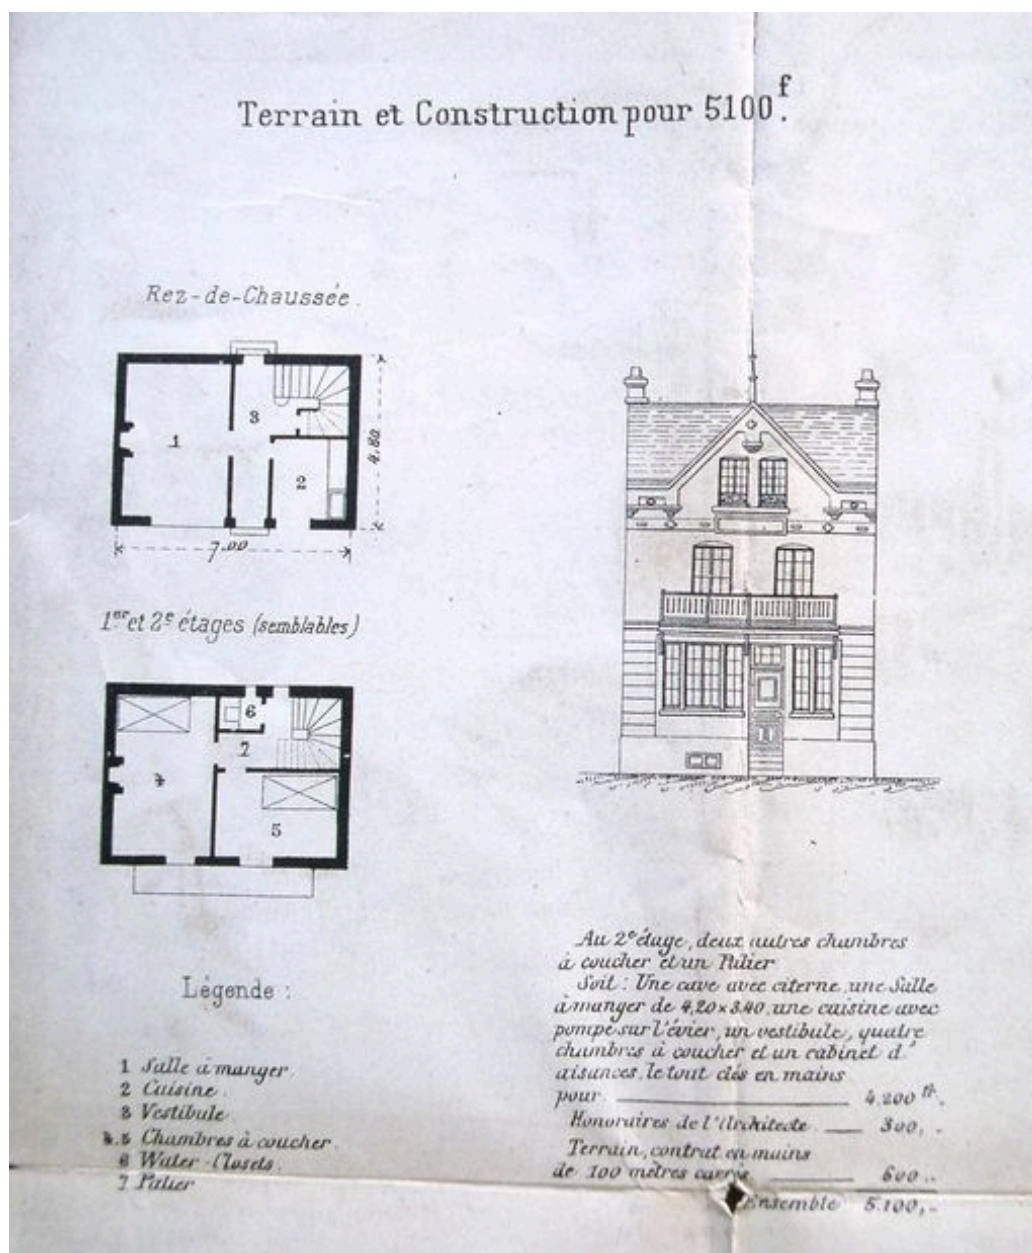 Terrain et Construction pour 5100f.
Rez-de-Chaussée.
1
3
2
4.80
7.00
1er et 2e étages (semblables)
6
7
4
5
Légende :
1 Salle à manger.
2 Cuisine.
3 Vestibule.
4.5 Chambres à coucher.
6 Water-Closets.
7 Palier
Au 2e étage, deux autres chambres
à coucher et un Palier
Soit : Une cave avec citerne, une Salle
à manger de 4,20 x 3.40, une cuisine avec
pompe sur l'évier, un vestibule, quatre
chambres à coucher et un cabinet d'
aisances, le tout clés en mains
pour. 4.200 fr.
Honoraires de l'Architecte 300,-
Terrain, contrat en mains
de 100 mètres carrés 600,-
Ensemble 5.100,-